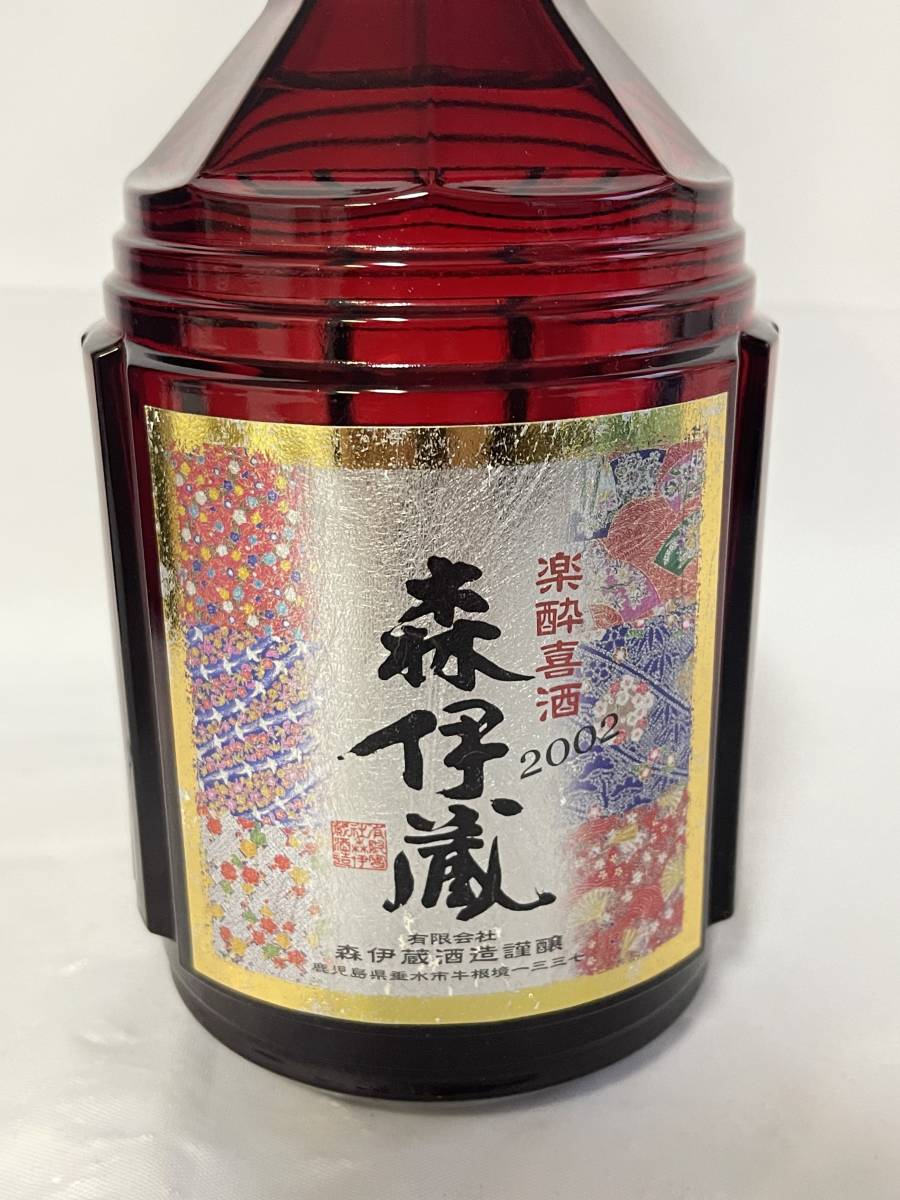 楽酔喜酒
2002
森伊蔵
有限会社
森伊蔵酒造謹醸
鹿児島県垂水市牛根境一三三七